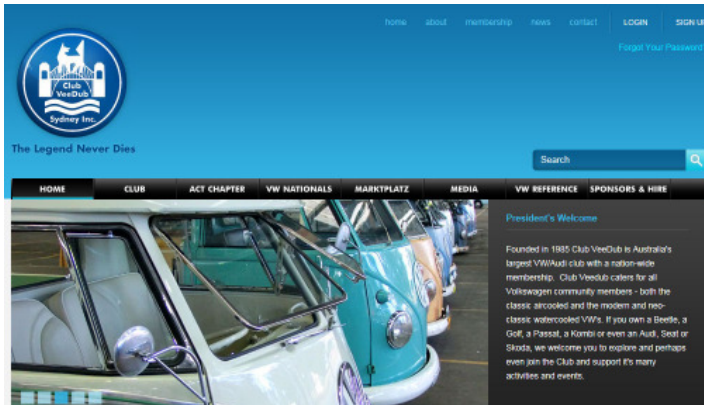 home about membership news contact LOGIN SIGN U
Forgot Your Password
Club
VeeDub
Sydney Inc.
The Legend Never Dies
Search
HOME CLUB ACT CHAPTER VW NATIONALS MARKTPLATZ MEDIA VW REFERENCE SPONSORS & HIRE
President's Welcome
Founded in 1985 Club VeeDub is Australia's
largest VW/Audi club with a nation-wide
membership. Club Veedub caters for all
Volkswagen community members - both the
classic aircooled and the modern and neo-
classic watercooled VW's. If you own a Beetle, a
Golf, a Passat, a Kombi or even an Audi, Seat or
Skoda, we welcome you to explore and perhaps
even join the Club and support it's many
activities and events.